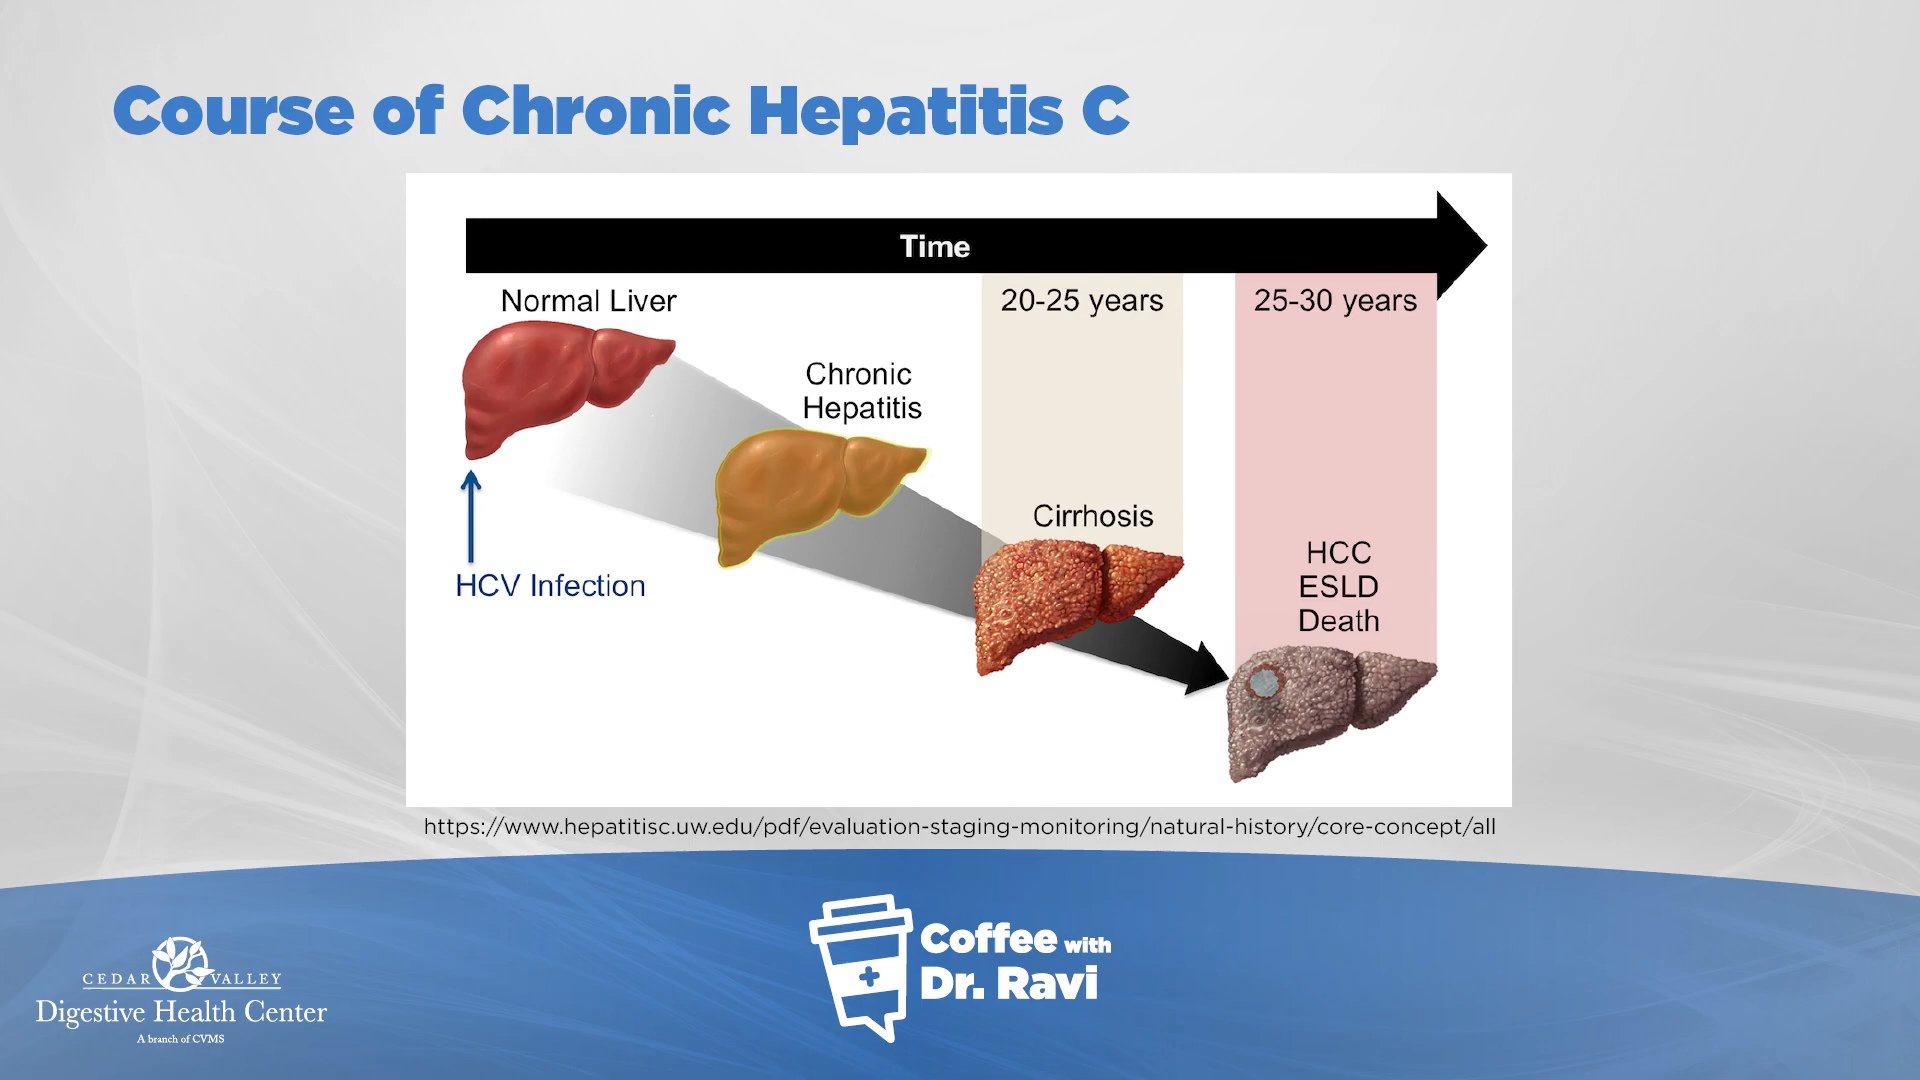 Course of Chronic Hepatitis C
Time
Normal Liver
20-25 years
25-30 years
Chronic
Hepatitis
Cirrhosis
HCC
ESLD
Death
HCV Infection
https://www.hepatitisc.uw.edu/pdf/evaluation-staging-monitoring/natural-history/core-concept/all
CEDAR VALLEY
Digestive Health Center
A branch of CVMS
Coffee with
Dr. Ravi